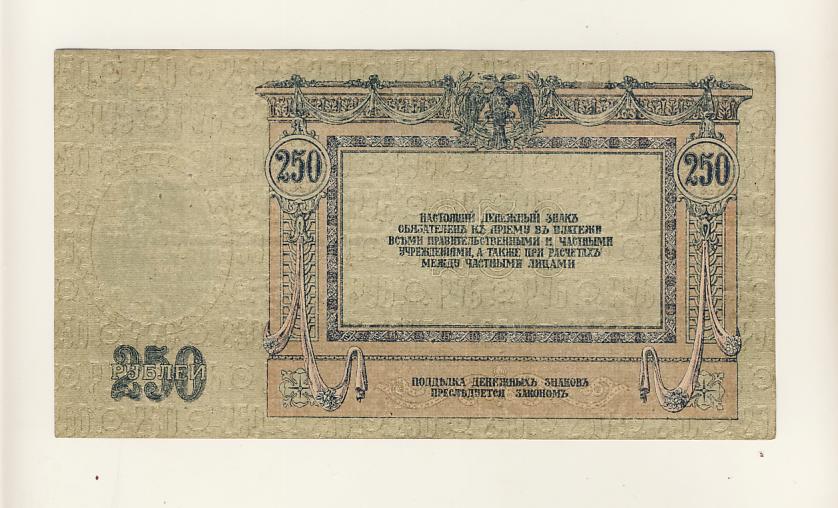 250
250
НАСТОЯЩІЙ ДЕНЕЖНЫЙ ЗНАКЪ
ОБЯЗАТЕЛЕНЪ КЪ ПРІЕМУ ВЪ ПЛАТЕЖИ
ВСѢМИ ПРАВИТЕЛЬСТВЕННЫМИ И ЧАСТНЫМИ
УЧРЕЖДЕНІЯМИ, А ТАКЖЕ ПРИ РАСЧЕТАХЪ
МЕЖДУ ЧАСТНЫМИ ЛИЦАМИ
250
РУБЛЕЙ
ПОДДѢЛКА ДЕНЕЖНЫХЪ ЗНАКОВЪ
ПРЕСЛѢДУЕТСЯ ЗАКОНОМЪ